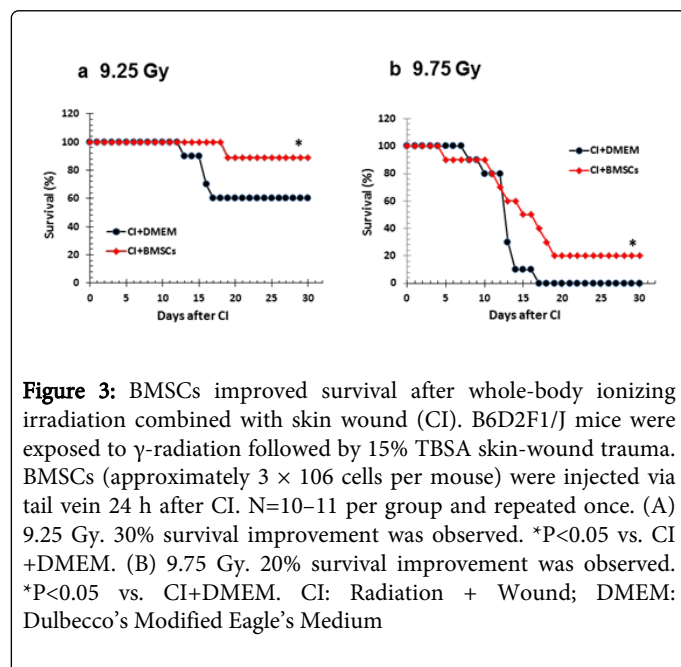 a 9.25 Gy
b 9.75 Gy
120
100
80
60
40
20
0
Survival (%)
*
CI+DMEM
CI+BMSCs
0 5 10 15 20 25 30
Days after CI
120
100
80
60
40
20
0
Survival (%)
CI+DMEM
CI+BMSCs
*
0 5 10 15 20 25 30
Days after CI
Figure 3: BMSCs improved survival after whole-body ionizing
irradiation combined with skin wound (CI). B6D2F1/J mice were
exposed to γ-radiation followed by 15% TBSA skin-wound trauma.
BMSCs (approximately 3 × 106 cells per mouse) were injected via
tail vein 24 h after CI. N=10–11 per group and repeated once. (A)
9.25 Gy. 30% survival improvement was observed. *P<0.05 vs. CI
+DMEM. (B) 9.75 Gy. 20% survival improvement was observed.
*P<0.05 vs. CI+DMEM. CI: Radiation + Wound; DMEM:
Dulbecco’s Modified Eagle’s Medium